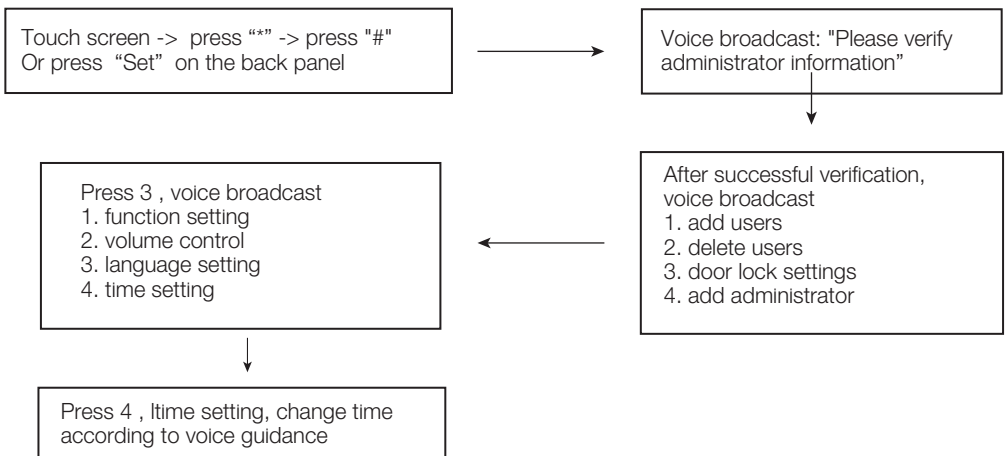 Touch screen -> press “*” -> press "#"
Or press “Set” on the back panel
Voice broadcast: "Please verify
administrator information”
After successful verification,
voice broadcast
1. add users
2. delete users
3. door lock settings
4. add administrator
Press 3 , voice broadcast
1. function setting
2. volume control
3. language setting
4. time setting
Press 4 , ltime setting, change time
according to voice guidance